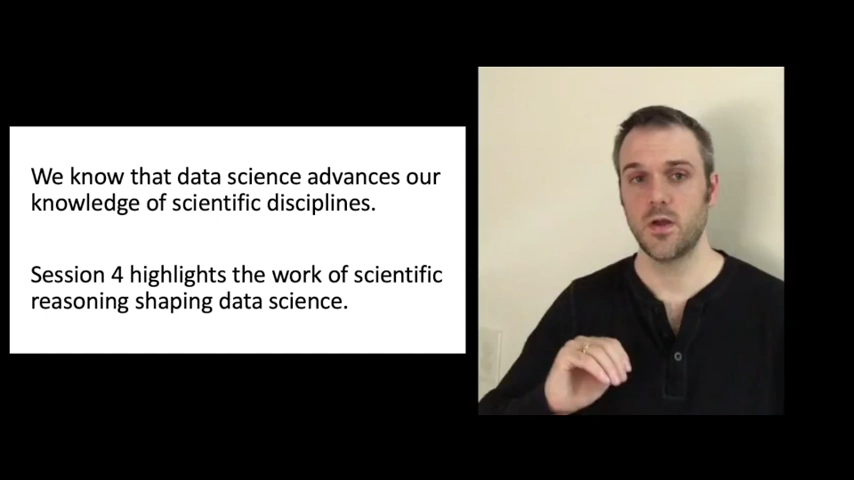 We know that data science advances our
knowledge of scientific disciplines.
Session 4 highlights the work of scientific
reasoning shaping data science.